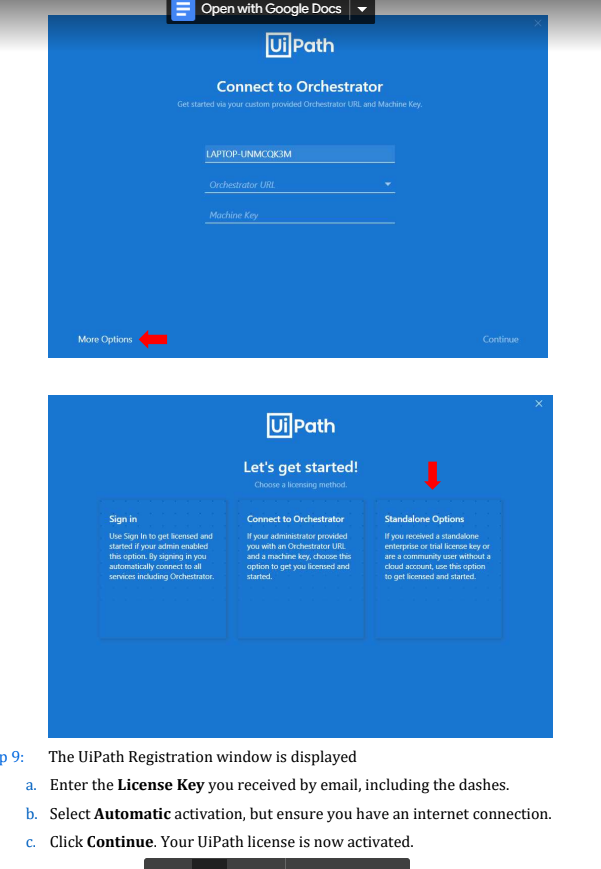 Open with Google Docs
UiPath
Connect to Orchestrator
Get started via your custom provided Orchestrator URL and Machine Key.
LAPTOP-UNMCQK3M
Orchestrator URL
Machine Key
More Options
Continue
UiPath
Let's get started!
Choose a licensing method.
Sign in
Use Sign In to get licensed and
started if your admin enabled
this option. By signing in you
automatically connect to all
services including Orchestrator.
Connect to Orchestrator
If your administrator provided
you with an Orchestrator URL
and a machine key, choose this
option to get you licensed and
started.
Standalone Options
If you received a standalone
enterprise or trial license key or
are a community user without a
cloud account, use this option
to get licensed and started.
p 9: The UiPath Registration window is displayed
a. Enter the License Key you received by email, including the dashes.
b. Select Automatic activation, but ensure you have an internet connection.
c. Click Continue. Your UiPath license is now activated.